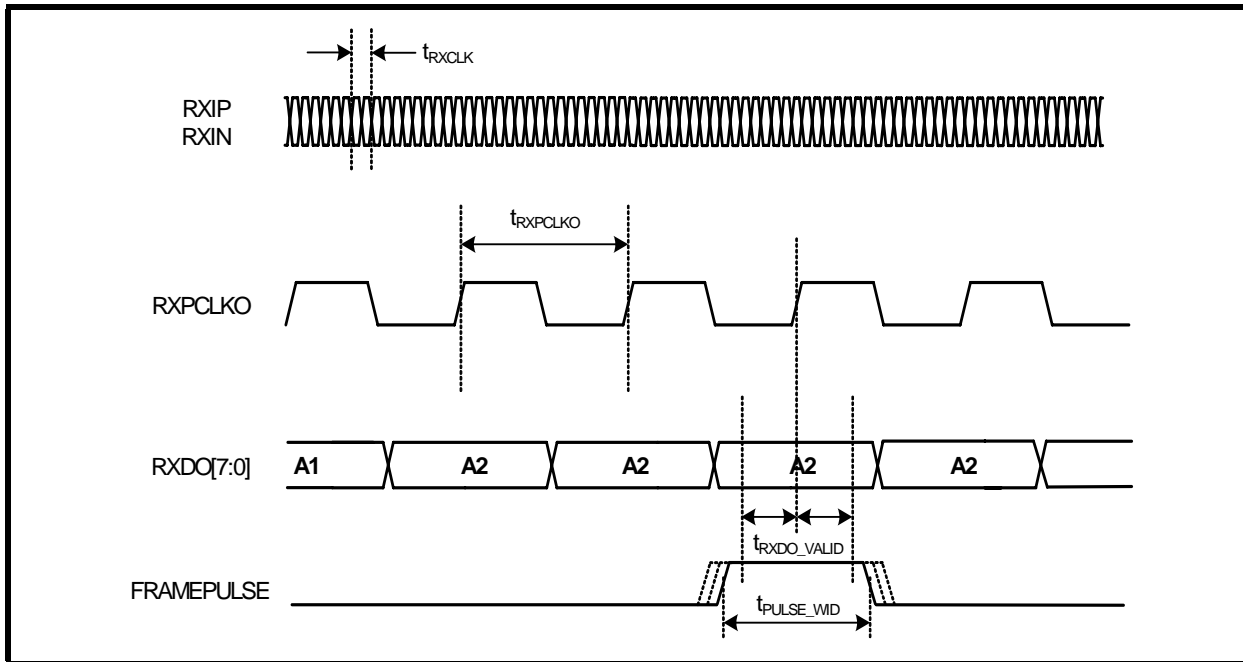 tRXCLK
RXIP
RXIN
tRXPCLKO
RXPCLKO
RXDO[7:0] A1 A2 A2 A2 A2
tRXDO_VALID
FRAMEPULSE
tPULSE_WID